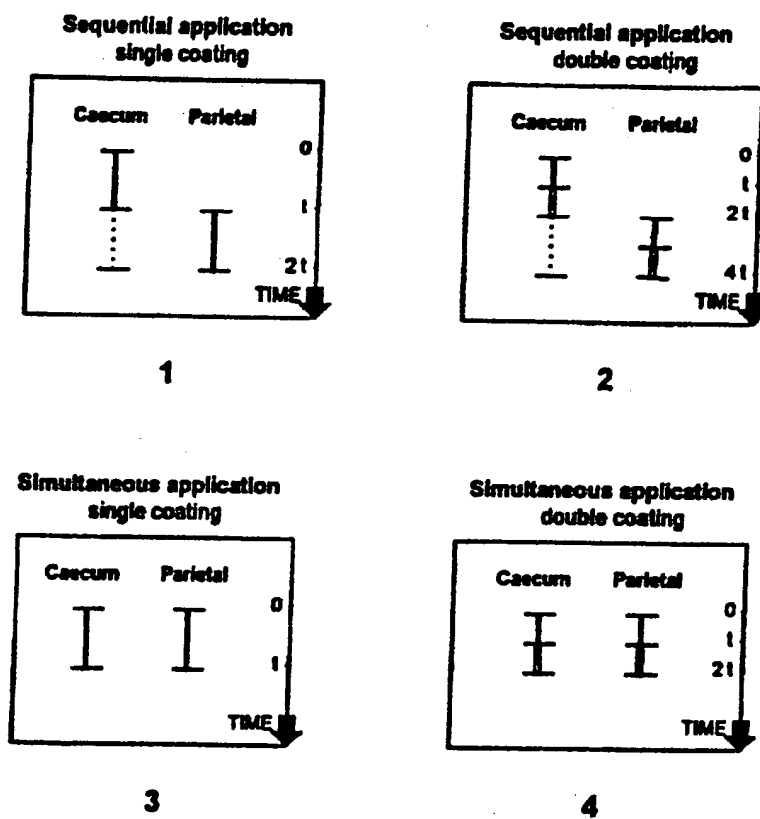 Sequential application
single coating
Caecum Parietal
0
t
2t
TIME
1
Sequential application
double coating
Caecum Parietal
0
t
2t
4t
TIME
2
Simultaneous application
single coating
Caecum Parietal
0
t
TIME
3
Simultaneous application
double coating
Caecum Parietal
0
t
2t
TIME
4